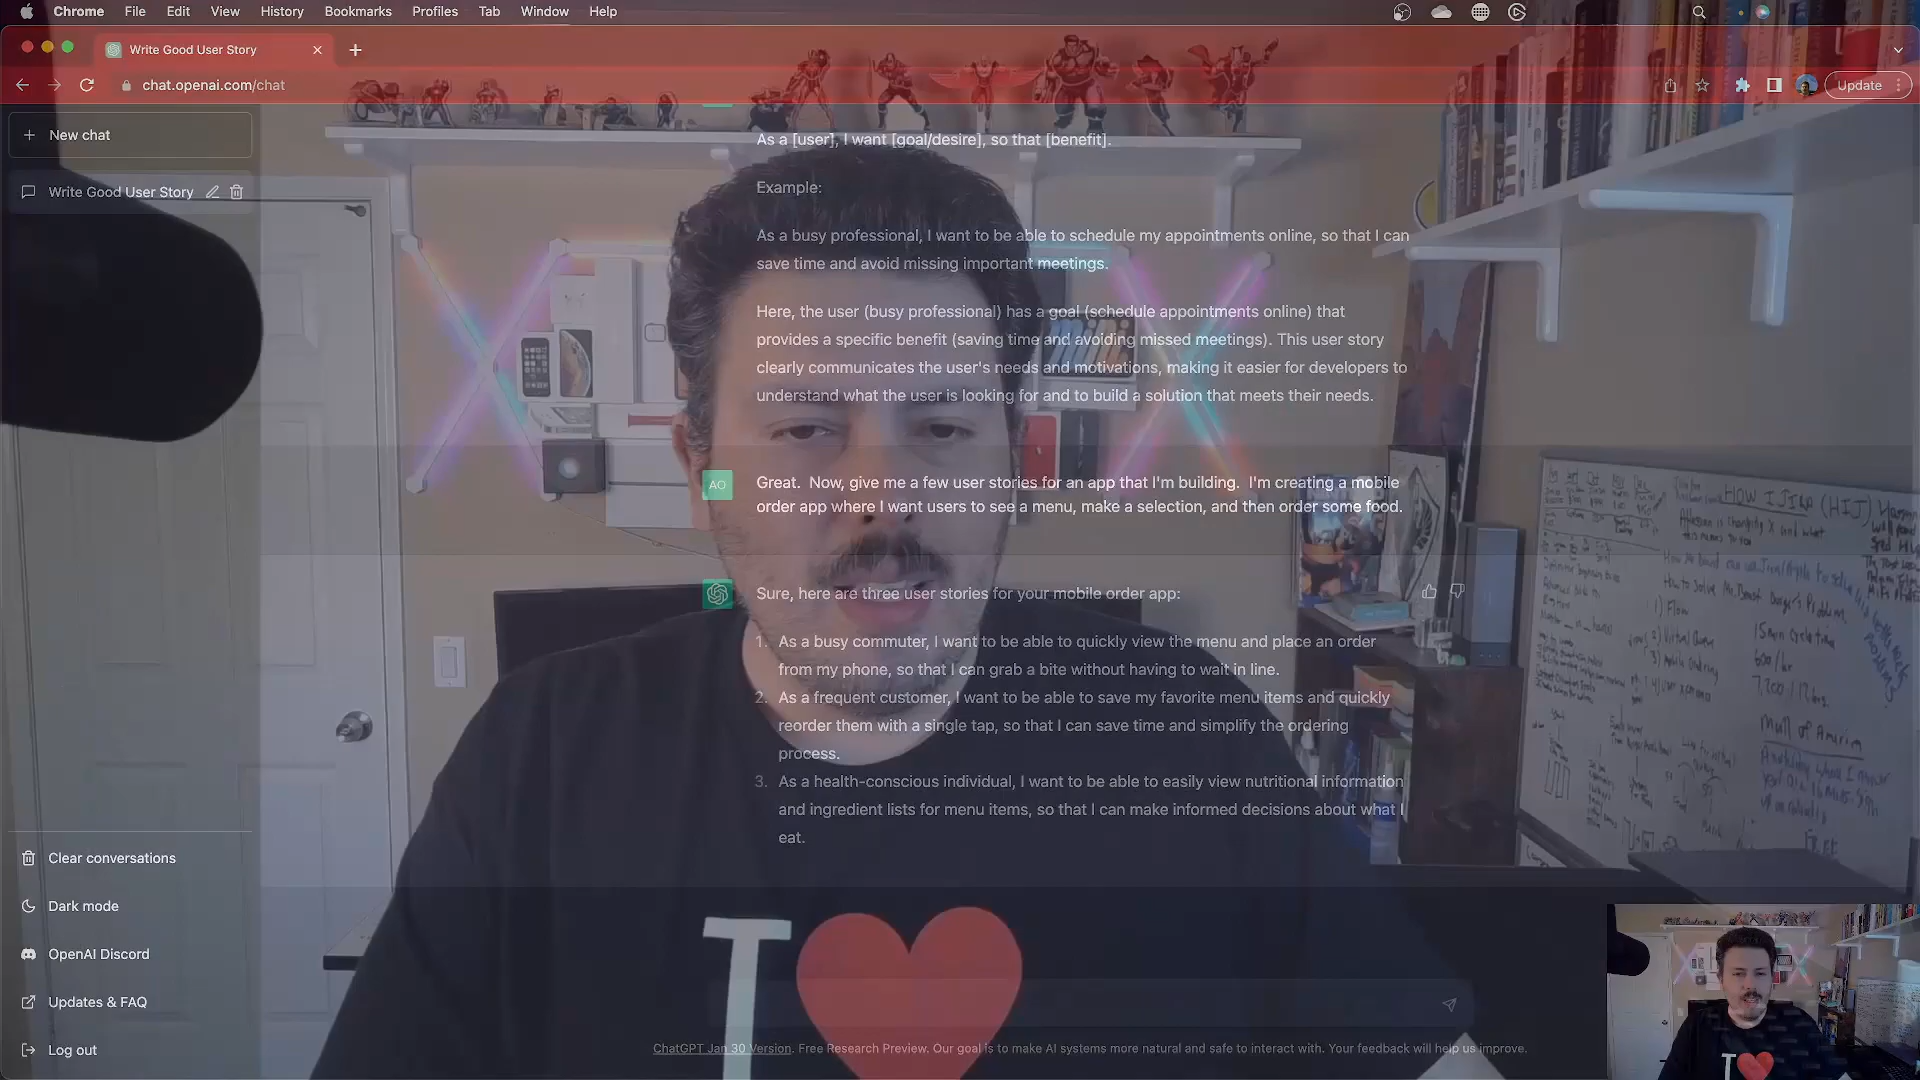 Chrome File Edit View History Bookmarks Profiles Tab Window Help
Write Good User Story
chat.openai.com/chat
Update
New chat
Write Good User Story
As a [user], I want [goal/desire], so that [benefit].
Example:
As a busy professional, I want to be able to schedule my appointments online, so that I can
save time and avoid missing important meetings.
Here, the user (busy professional) has a goal (schedule appointments online) that
provides a specific benefit (saving time and avoiding missed meetings). This user story
clearly communicates the user's needs and motivations, making it easier for developers to
understand what the user is looking for and to build a solution that meets their needs.
AO
Great.  Now, give me a few user stories for an app that I'm building.  I'm creating a mobile
order app where I want users to see a menu, make a selection, and then order some food.
Sure, here are three user stories for your mobile order app:
1. As a busy commuter, I want to be able to quickly view the menu and place an order
from my phone, so that I can grab a bite without having to wait in line.
2. As a frequent customer, I want to be able to save my favorite menu items and quickly
reorder them with a single tap, so that I can save time and simplify the ordering
process.
3. As a health-conscious individual, I want to be able to easily view nutritional information
and ingredient lists for menu items, so that I can make informed decisions about what I
eat.
Clear conversations
Dark mode
OpenAI Discord
Updates & FAQ
Log out
ChatGPT Jan 30 Version. Free Research Preview. Our goal is to make AI systems more natural and safe to interact with. Your feedback will help us improve.
HOW I JIRA (HIJ)
1) Flow
Mall of America
I
I